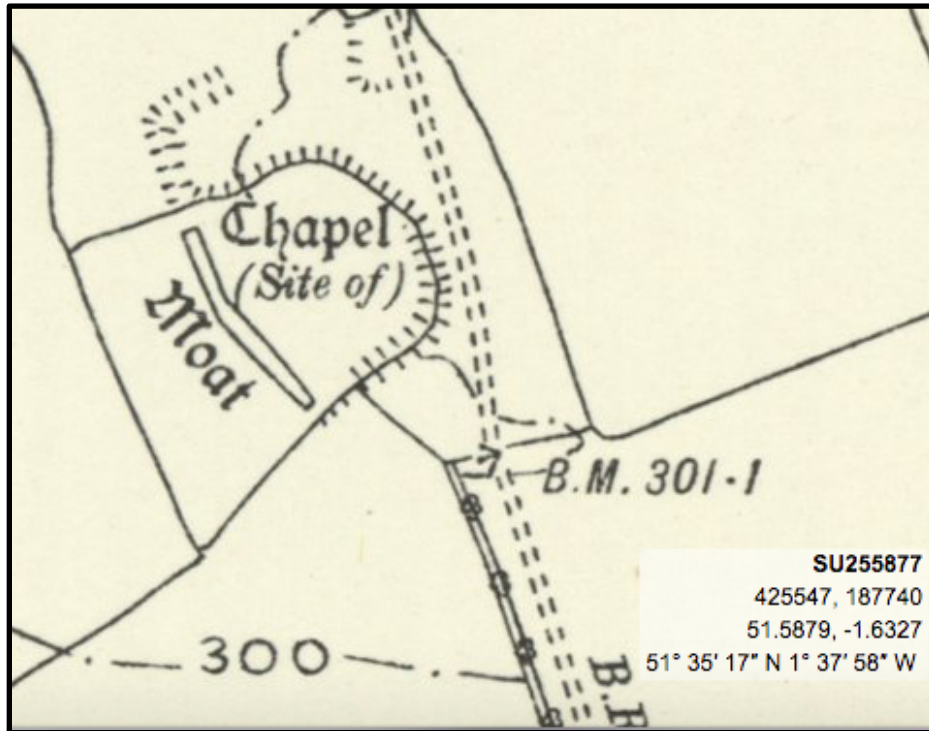 Chapel
(Site of)
Moat
B.M. 301·1
SU255877
425547, 187740
51.5879, -1.6327
51° 35′ 17″ N 1° 37′ 58″ W
300
B.R